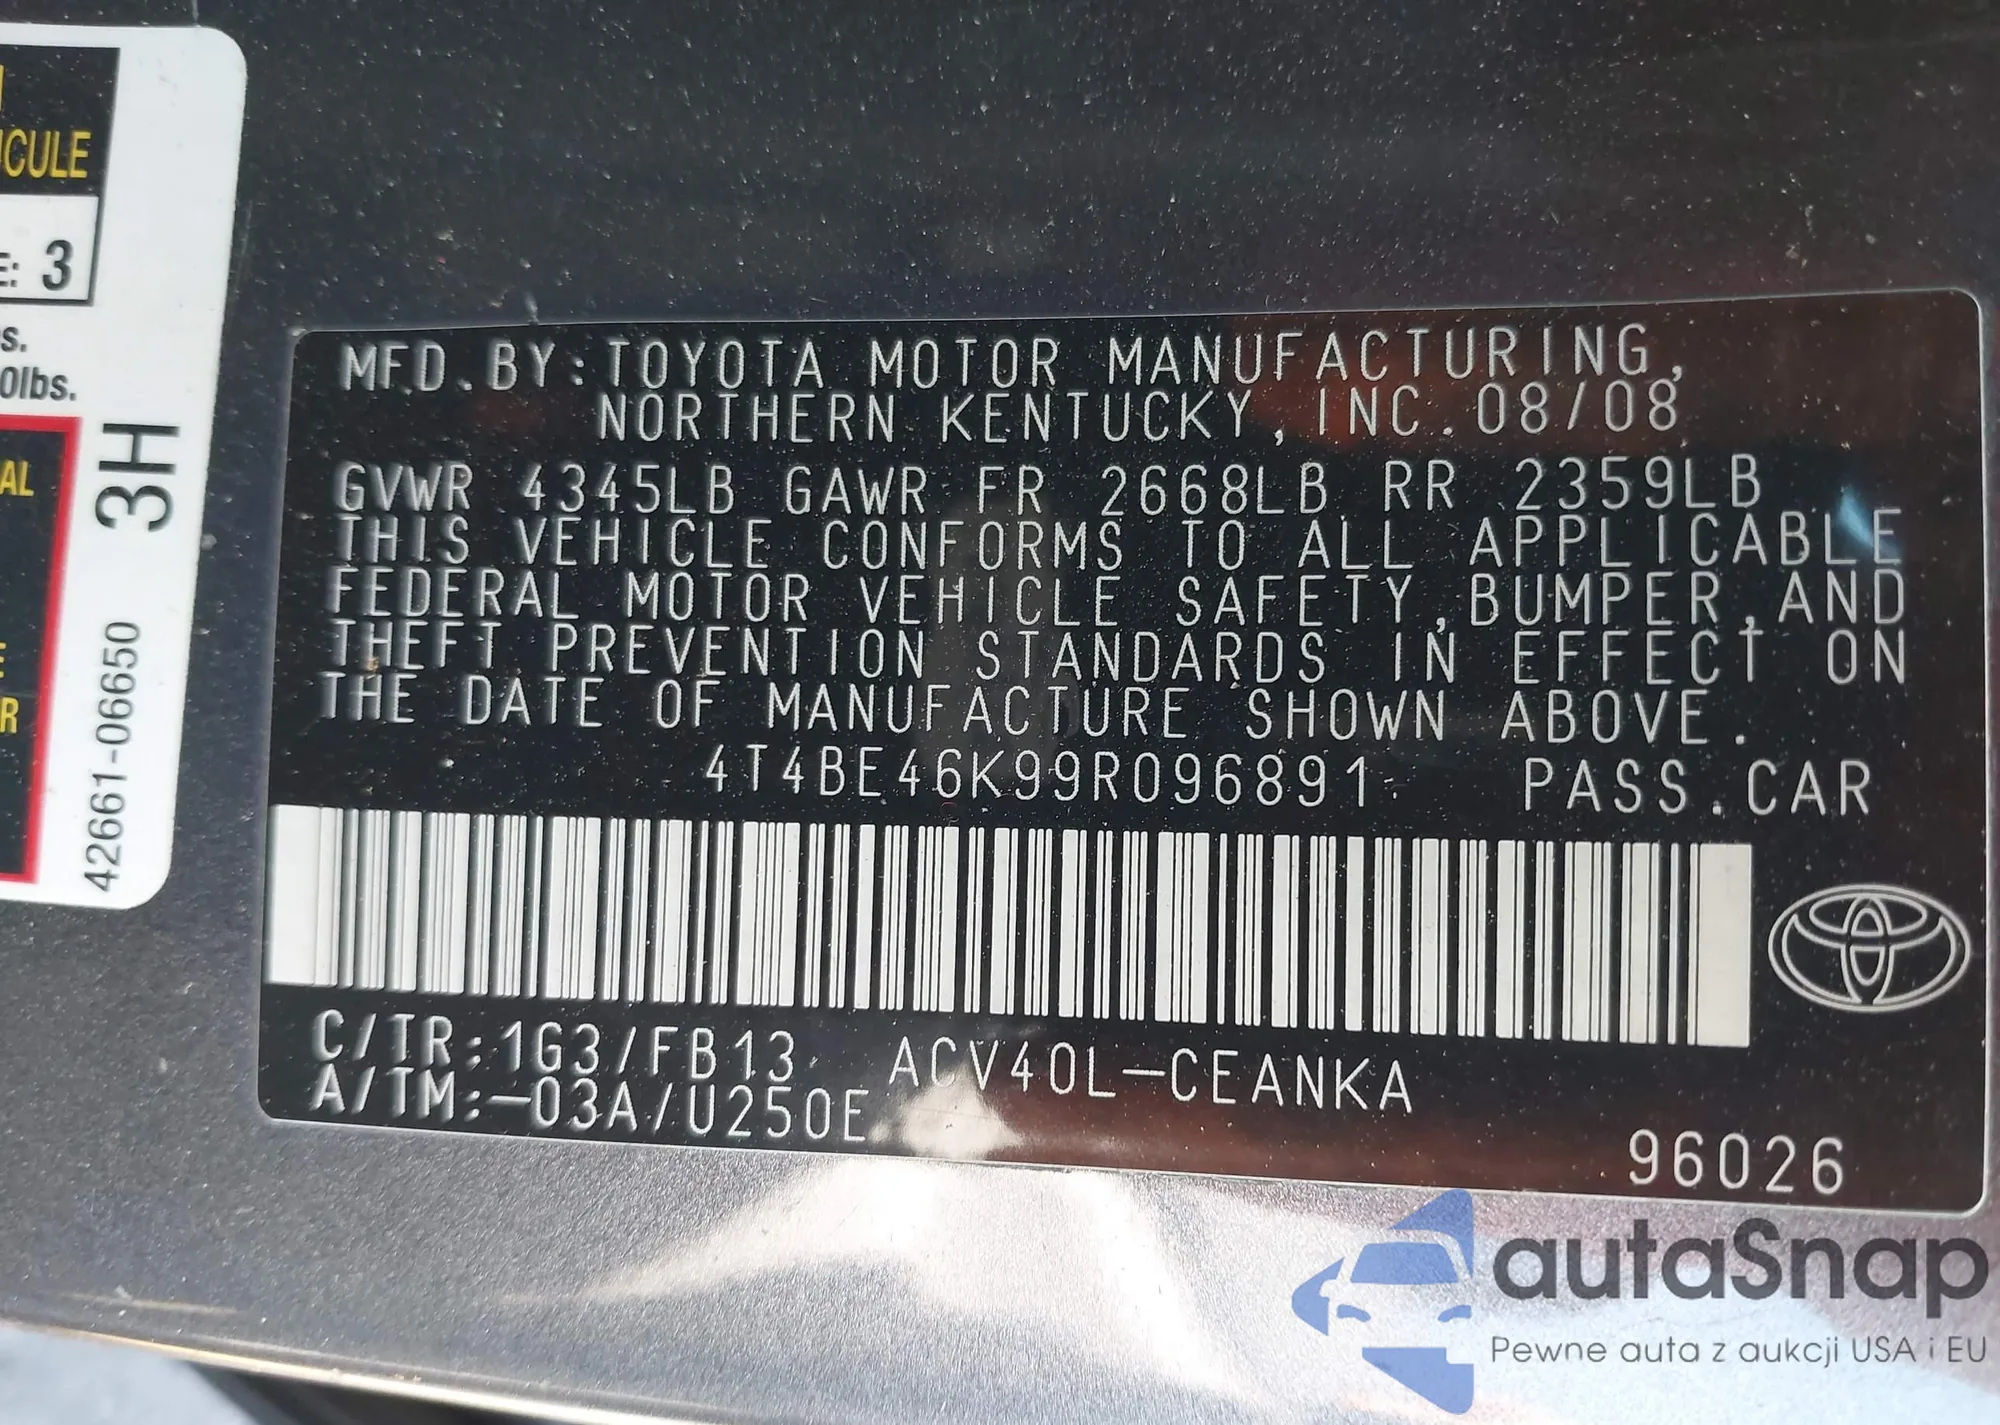 ICULE
E: 3
s.
0lbs.
AL
E
R
3H
42661-06650
MFD.BY:TOYOTA MOTOR MANUFACTURING,
NORTHERN KENTUCKY, INC.08/08
GVWR 4345LB GAWR FR 2668LB RR 2359LB
THIS VEHICLE CONFORMS TO ALL APPLICABLE
FEDERAL MOTOR VEHICLE SAFETY,BUMPER,AND
THEFT PREVENTION STANDARDS IN EFFECT ON
THE DATE OF MANUFACTURE SHOWN ABOVE.
4T4BE46K99R096891 PASS.CAR
C/TR:1G3/FB13 ACV40L-CEANKA
A/TM:-03A/U250E
96026
autaSnap
Pewne auta z aukcji USA i EU